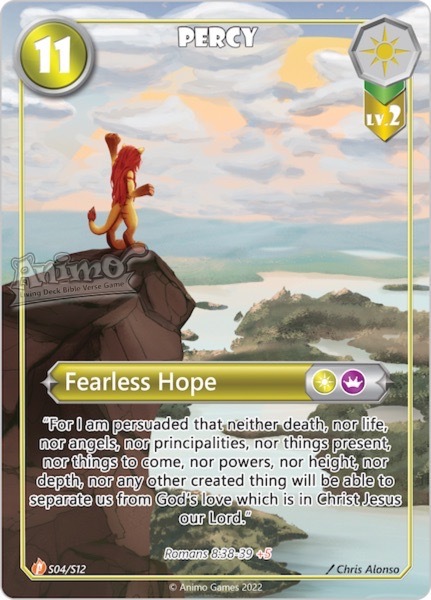 11
PERCY
LV.2
Animo
Living Deck Bible Verse Game
Fearless Hope
“For I am persuaded that neither death, nor life,
nor angels, nor principalities, nor things present,
nor things to come, nor powers, nor height, nor
depth, nor any other created thing will be able to
separate us from God's love which is in Christ Jesus
our Lord.”
Romans 8:38-39 +5
S04/S12
Chris Alonso
© Animo Games 2022